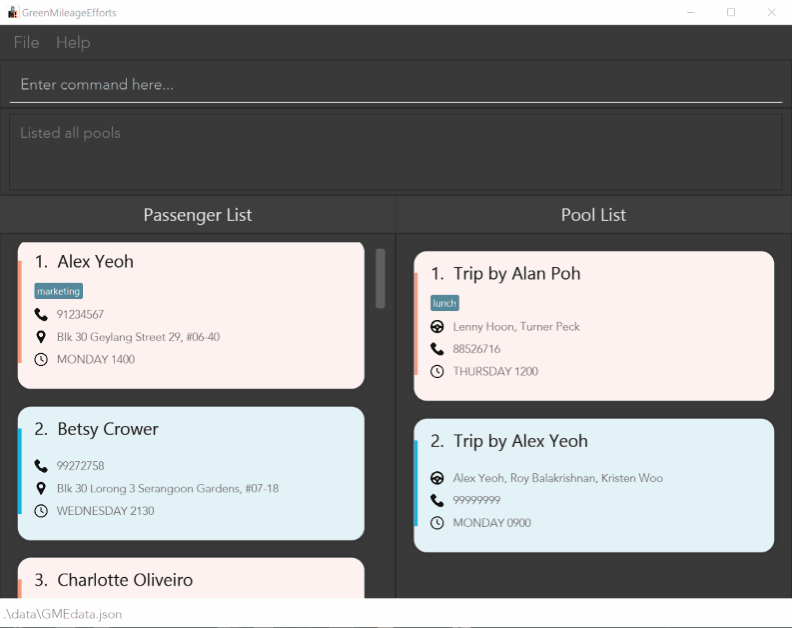 GreenMileageEfforts
File Help
Enter command here...
Listed all pools
Passenger List
1. Alex Yeoh
marketing
91234567
Blk 30 Geylang Street 29, #06-40
MONDAY 1400
2. Betsy Crower
99272758
Blk 30 Lorong 3 Serangoon Gardens, #07-18
WEDNESDAY 2130
3. Charlotte Oliveiro
Pool List
1. Trip by Alan Poh
lunch
Lenny Hoon, Turner Peck
88526716
THURSDAY 1200
2. Trip by Alex Yeoh
Alex Yeoh, Roy Balakrishnan, Kristen Woo
99999999
MONDAY 0900
.\data\GMEdata.json